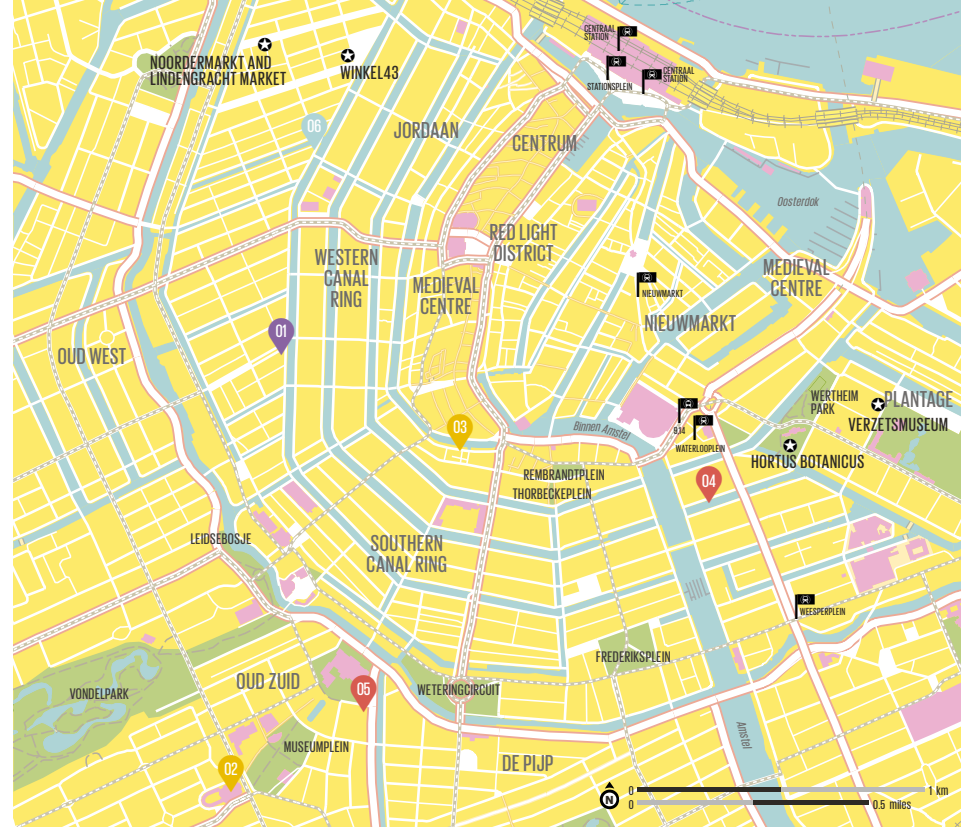 CENTRAAL
STATION
NOORDERMARKT AND
LINDENGRACHT MARKET
WINKEL43
STATIONSPLEIN
CENTRAAL
STATION
06
JORDAAN
CENTRUM
Oosterdok
RED LIGHT
DISTRICT
WESTERN
CANAL
RING
MEDIEVAL
CENTRE
MEDIEVAL
CENTRE
NIEUWMARKT
NIEUWMARKT
01
OUD WEST
WERTHEIM
PARK
PLANTAGE
VERZETSMUSEUM
03
Binnen Amstel
9,14
WATERLOOPLEIN
HORTUS BOTANICUS
REMBRANDTPLEIN
THORBECKEPLEIN
04
LEIDSEBOSJE
SOUTHERN
CANAL RING
WEESPERPLEIN
FREDERIKSPLEIN
VONDELPARK
OUD ZUID
05
WETERINGCIRCUIT
Amstel
MUSEUMPLEIN
02
DE PIJP
N
0
1 km
0
0.5 miles